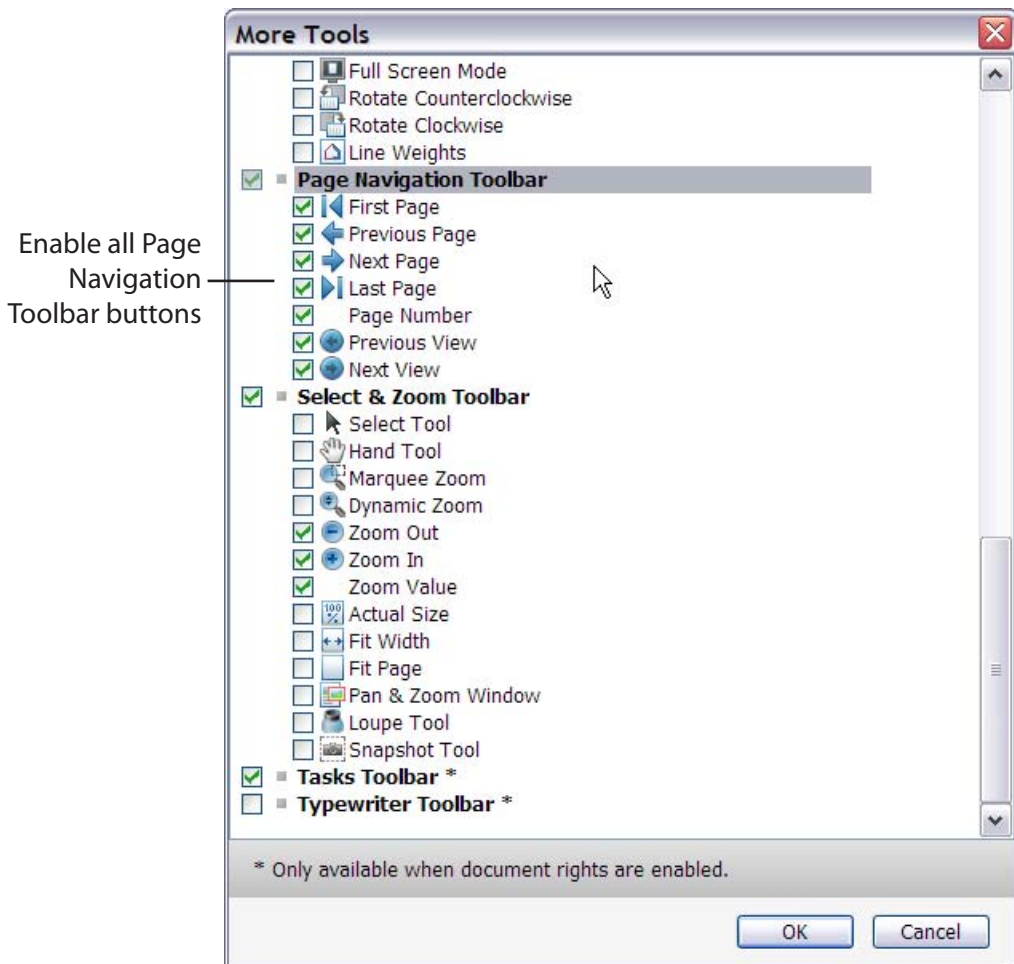 More Tools
Full Screen Mode
Rotate Counterclockwise
Rotate Clockwise
Line Weights
Page Navigation Toolbar
First Page
Previous Page
Next Page
Last Page
Page Number
Previous View
Next View
Enable all Page
Navigation
Toolbar buttons
Select & Zoom Toolbar
Select Tool
Hand Tool
Marquee Zoom
Dynamic Zoom
Zoom Out
Zoom In
Zoom Value
100
%
Actual Size
Fit Width
Fit Page
Pan & Zoom Window
Loupe Tool
Snapshot Tool
Tasks Toolbar *
Typewriter Toolbar *
* Only available when document rights are enabled.
OK
Cancel